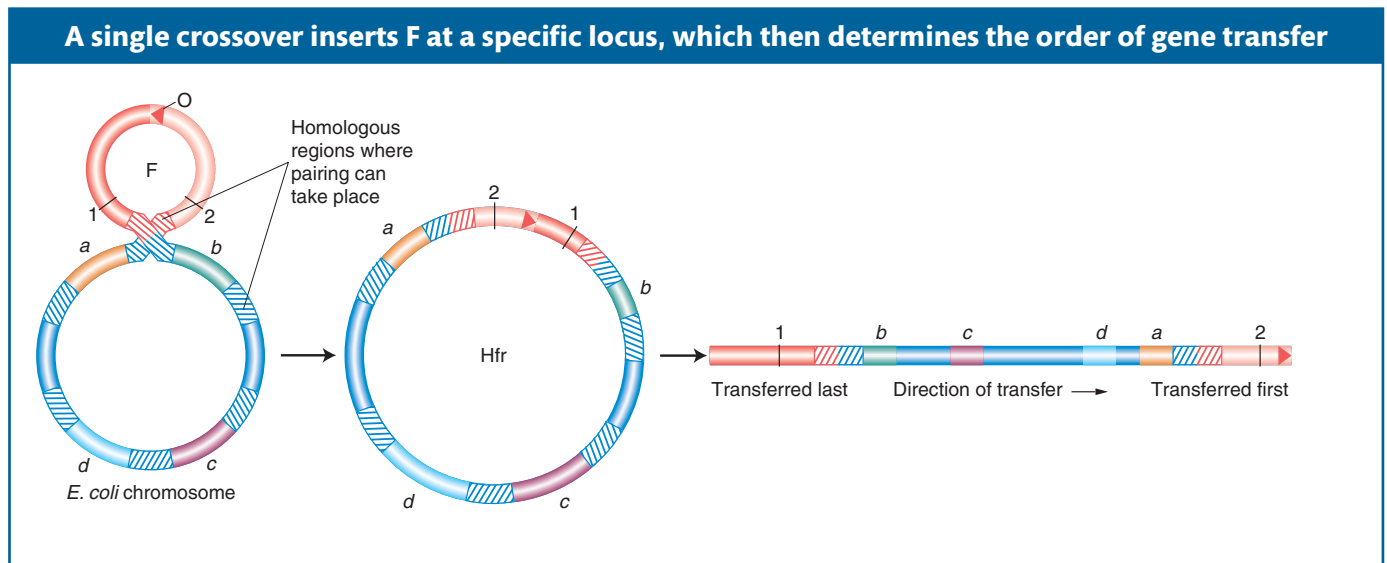 A single crossover inserts F at a specific locus, which then determines the order of gene transfer
O
F
Homologous
regions where
pairing can
take place
1
2
a
b
d
c
E. coli chromosome
2
1
a
b
Hfr
d
c
1
b
c
d
a
2
Transferred last
Direction of transfer
Transferred first